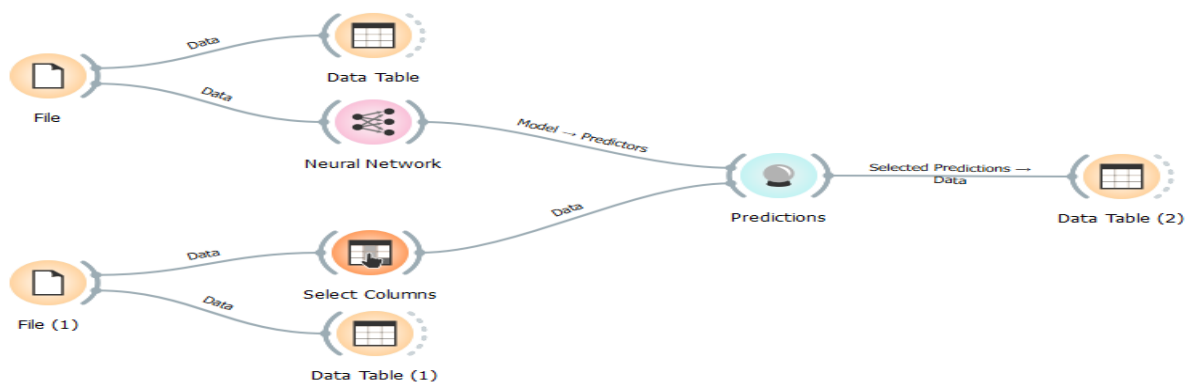 Data
Data Table
File
Data
Neural Network
Model → Predictors
Data
Predictions
Selected Predictions →
Data
Data Table (2)
Data
Select Columns
File (1)
Data
Data Table (1)